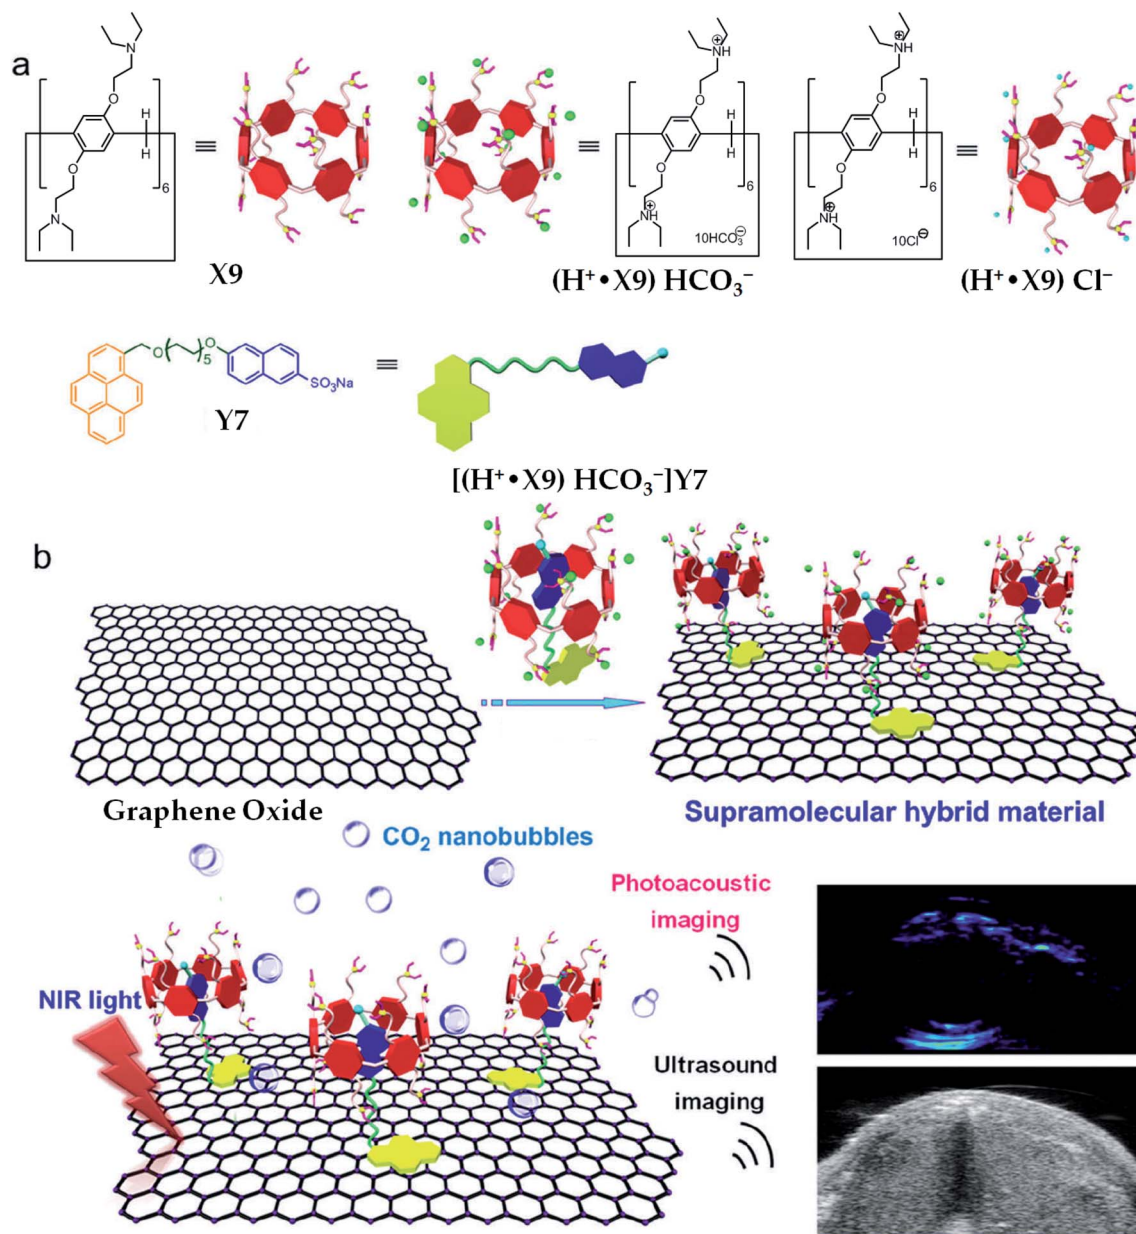 a
N
O
H
H
O
6
N
X9
≡
≡
⊕
NH
O
H
H
O
6
NH
⊕
10HCO₃⊖
(H⁺•X9) HCO₃⁻
⊕
NH
O
H
H
O
6
NH
⊕
10Cl⊖
≡
(H⁺•X9) Cl⁻
O
5
O
SO₃Na
Y7
≡
[(H⁺•X9) HCO₃⁻]Y7
b
Graphene Oxide
Supramolecular hybrid material
CO₂ nanobubbles
Photoacoustic
imaging
NIR light
Ultrasound
imaging